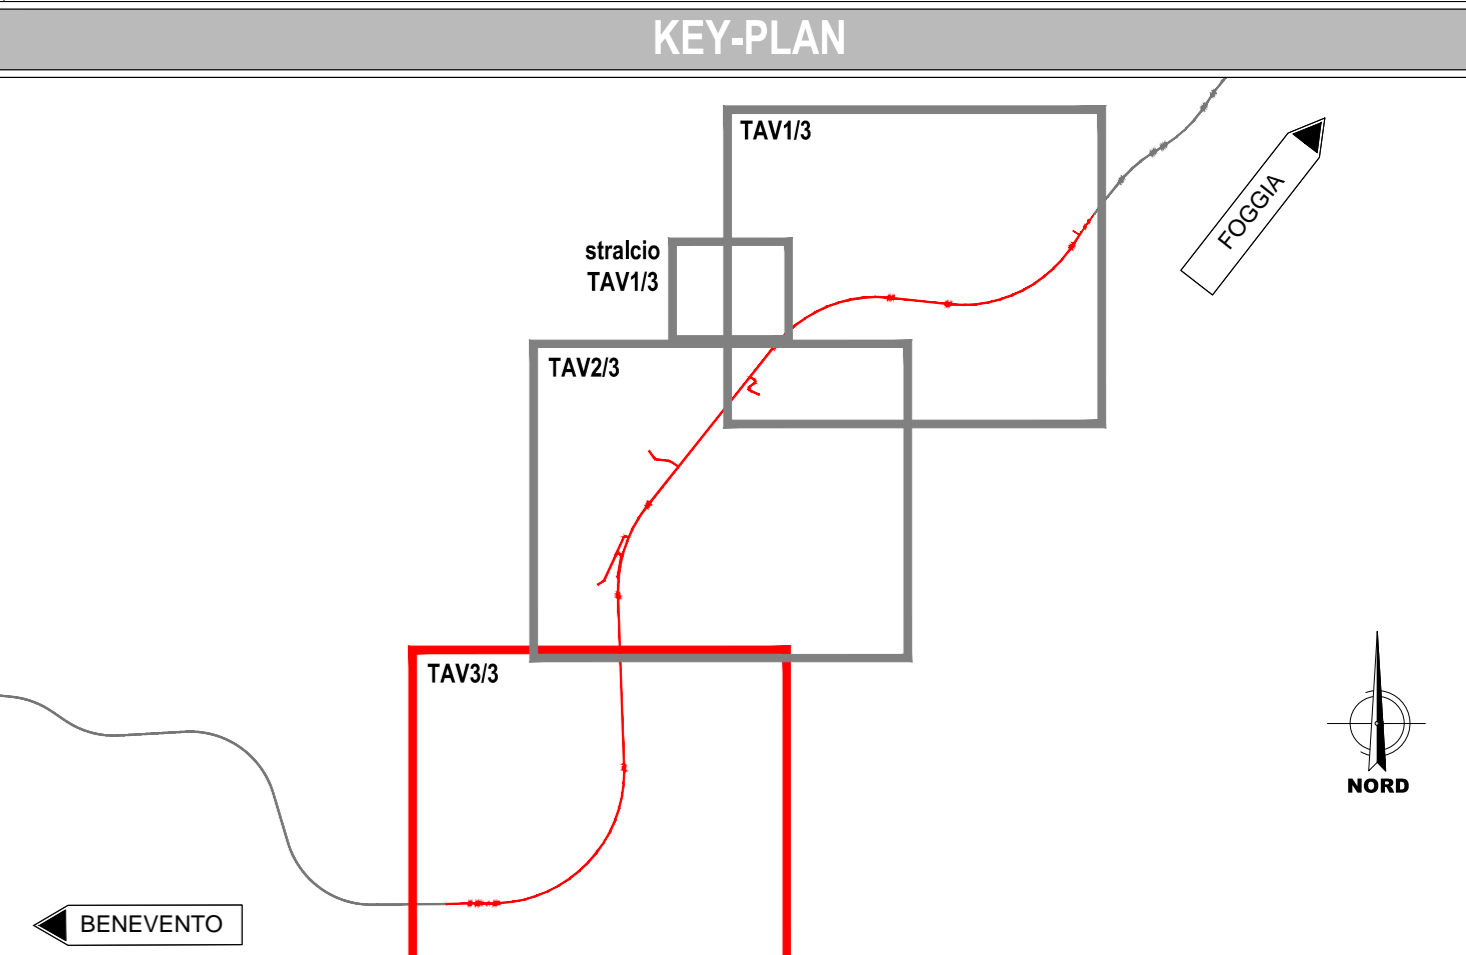 KEY-PLAN
TAV1/3
FOGGIA
stralcio
TAV1/3
TAV2/3
TAV3/3
NORD
BENEVENTO